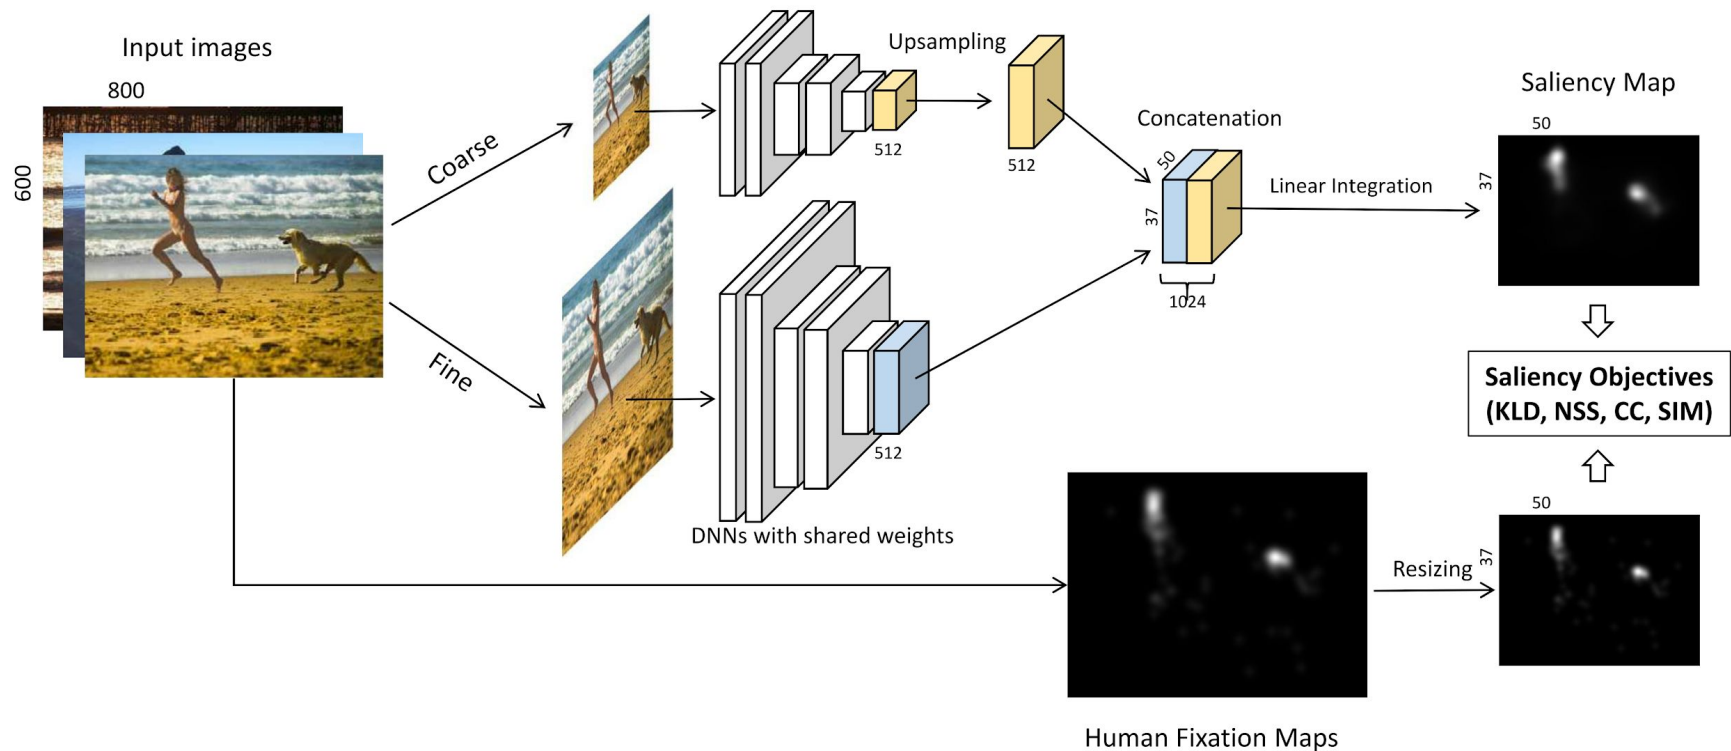 Input images
800
600
Coarse
Fine
Upsampling
512
512
Concatenation
50
37
1024
Linear Integration
Saliency Map
50
37
Saliency Objectives
(KLD, NSS, CC, SIM)
512
DNNs with shared weights
Resizing
50
37
Human Fixation Maps